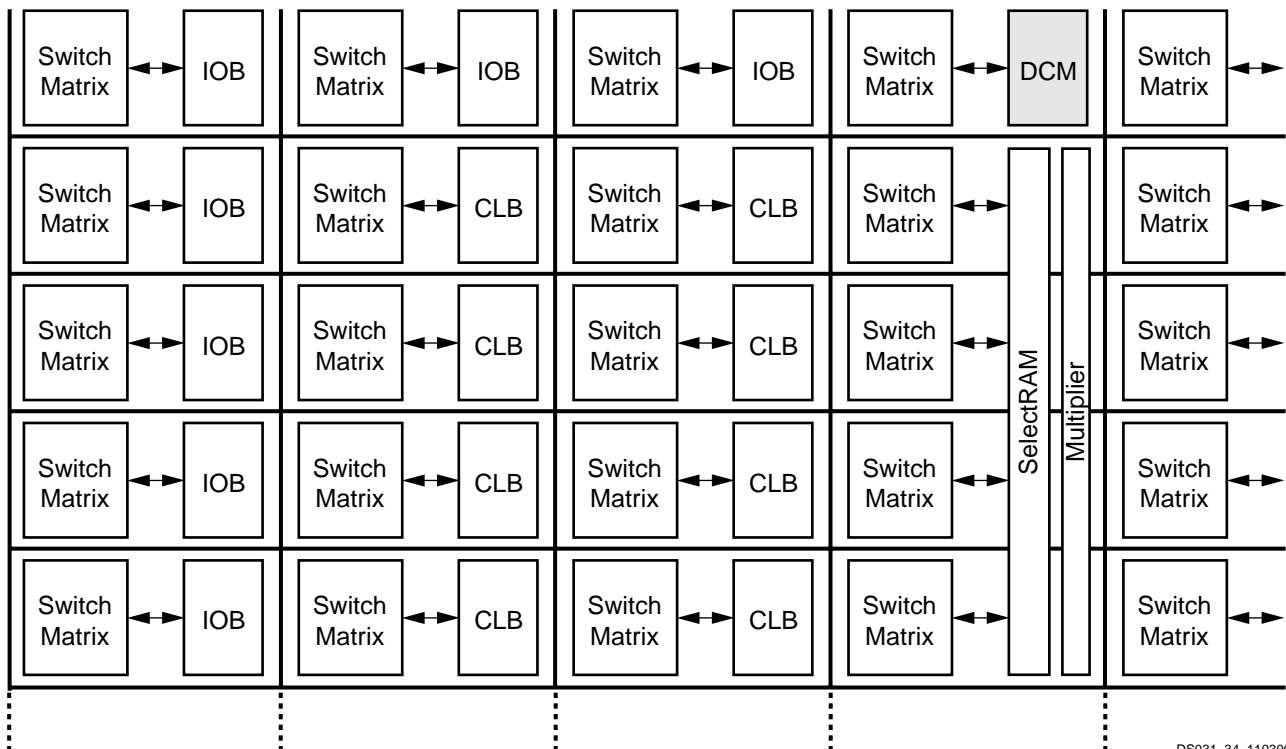 Switch Matrix IOB Switch Matrix IOB Switch Matrix IOB Switch Matrix DCM Switch Matrix
Switch Matrix IOB Switch Matrix CLB Switch Matrix CLB Switch Matrix Switch Matrix
Switch Matrix IOB Switch Matrix CLB Switch Matrix CLB Switch Matrix Switch Matrix
SelectRAM
Multiplier
Switch Matrix IOB Switch Matrix CLB Switch Matrix CLB Switch Matrix Switch Matrix
Switch Matrix IOB Switch Matrix CLB Switch Matrix CLB Switch Matrix Switch Matrix